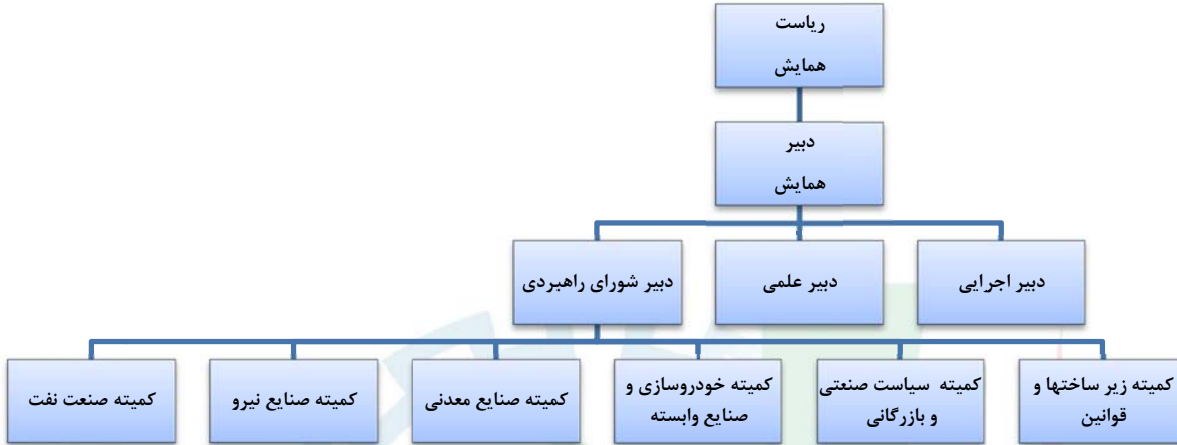 ریاست
همایش
دبیر
همایش
دبیر اجرایی
دبیر علمی
دبیر شورای راهبردی
کمیته زیر ساختها و
قوانین
کمیته سیاست صنعتی
و بازرگانی
کمیته خودروسازی و
صنایع وابسته
کمیته صنایع معدنی
کمیته صنایع نیرو
کمیته صنعت نفت